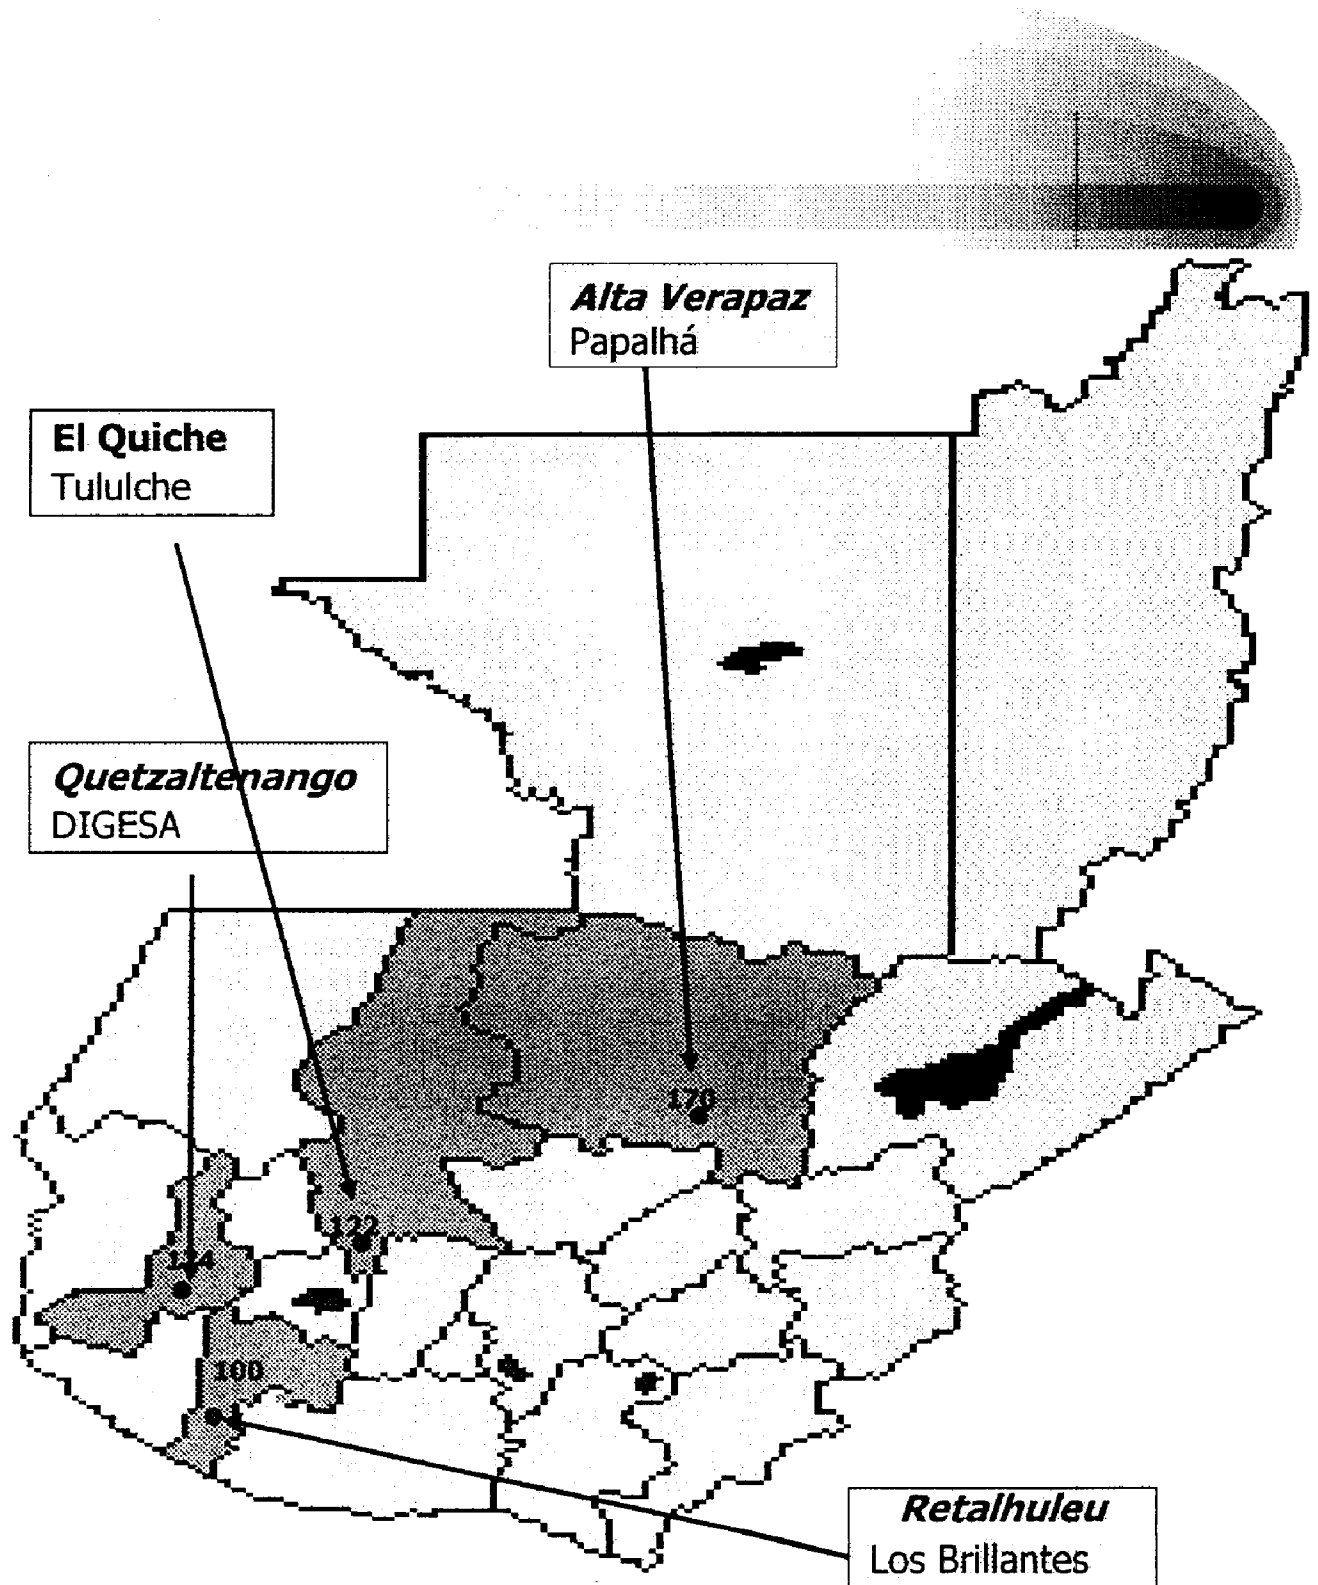 Alta Verapaz
Papalhá
El Quiche
Tululche
Quetzaltenango
DIGESA
170
122
100
Retalhuleu
Los Brillantes